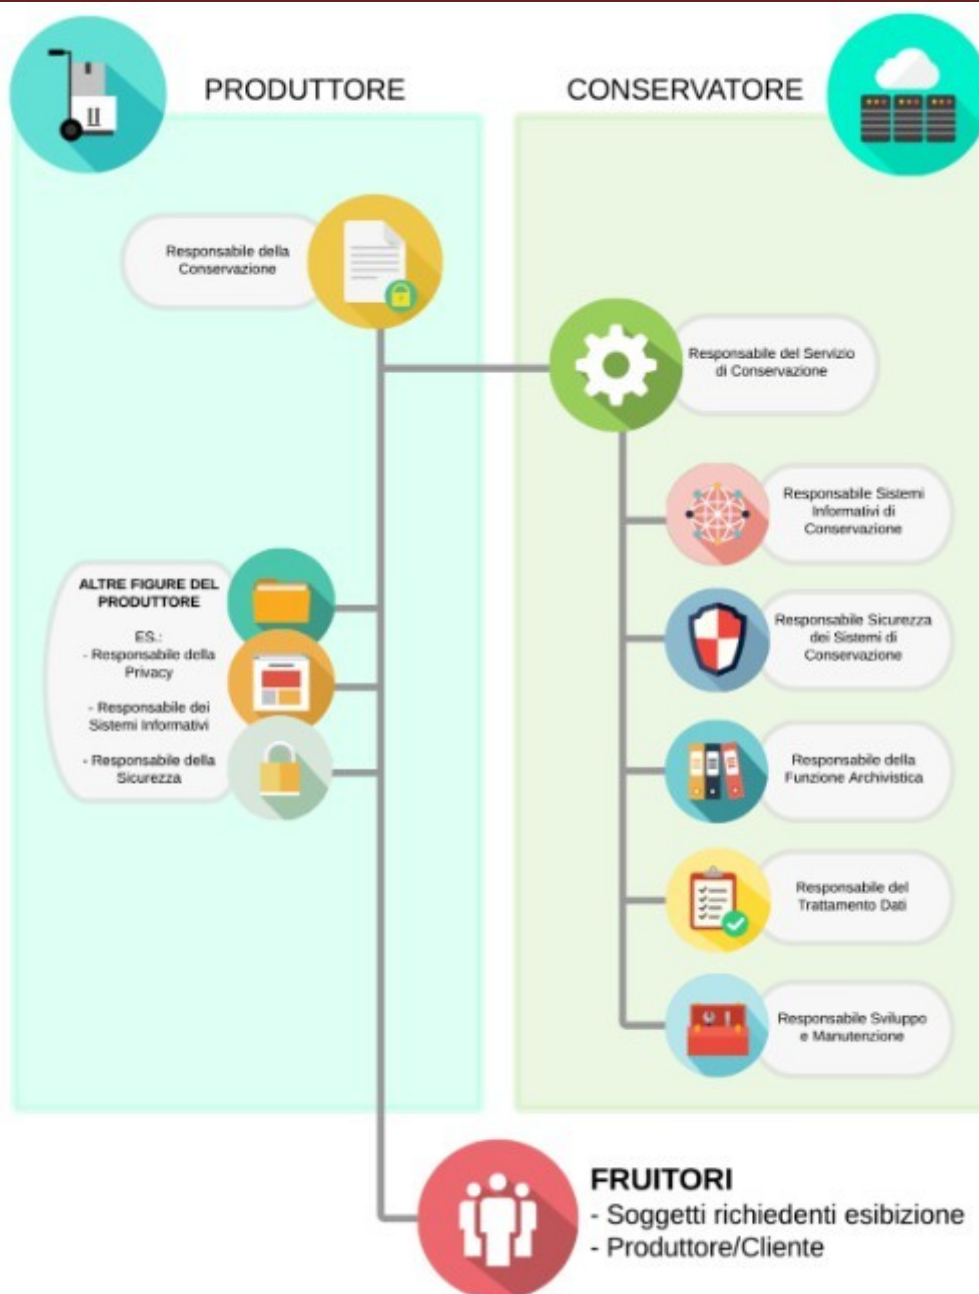 PRODUTTORE
CONSERVATORE
Responsabile della
Conservazione
Responsabile del Servizio
di Conservazione
Responsabile Sistemi
Informativi di
Conservazione
ALTRE FIGURE DEL
PRODUTTORE
ES.:
- Responsabile della
Privacy
- Responsabile dei
Sistemi Informativi
- Responsabile della
Sicurezza
Responsabile Sicurezza
dei Sistemi di
Conservazione
Responsabile della
Funzione Archivistica
Responsabile del
Trattamento Dati
Responsabile Sviluppo
e Manutenzione
FRUITORI
- Soggetti richiedenti esibizione
- Produttore/Cliente